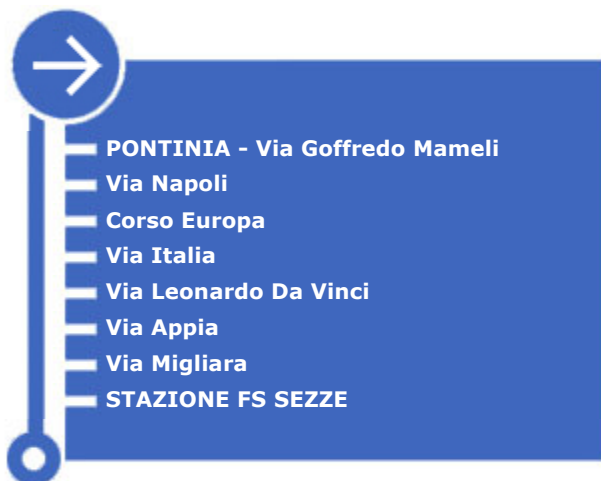 PONTINIA - Via Goffredo Mameli
Via Napoli
Corso Europa
Via Italia
Via Leonardo Da Vinci
Via Appia
Via Migliara
STAZIONE FS SEZZE